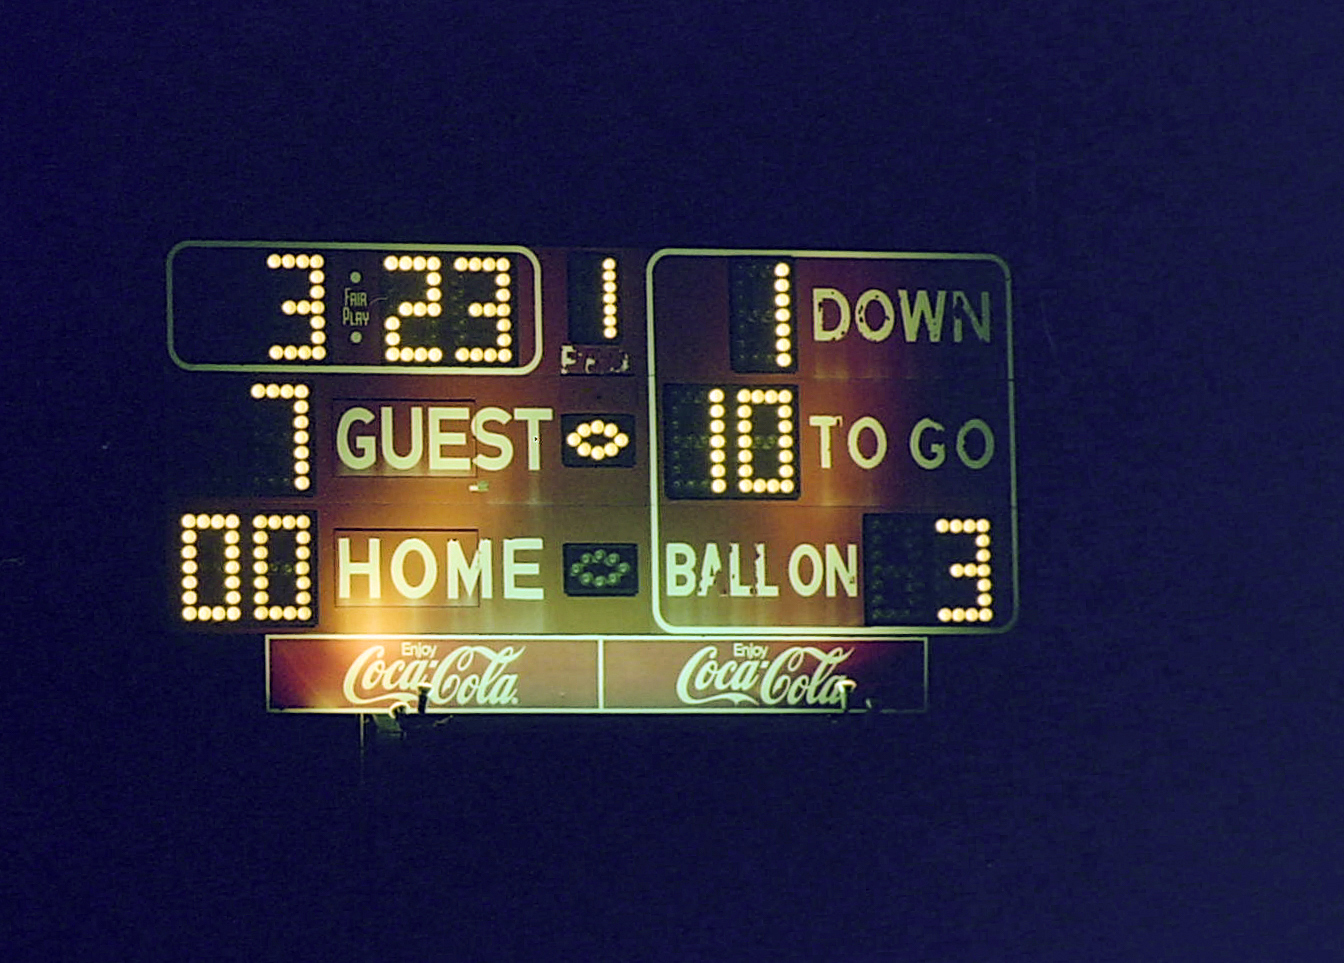 3 FAIR PLAY 23 1 1 DOWN
7 GUEST 10 TO GO
00 HOME BALL ON 3
Enjoy Coca-Cola Enjoy Coca-Cola